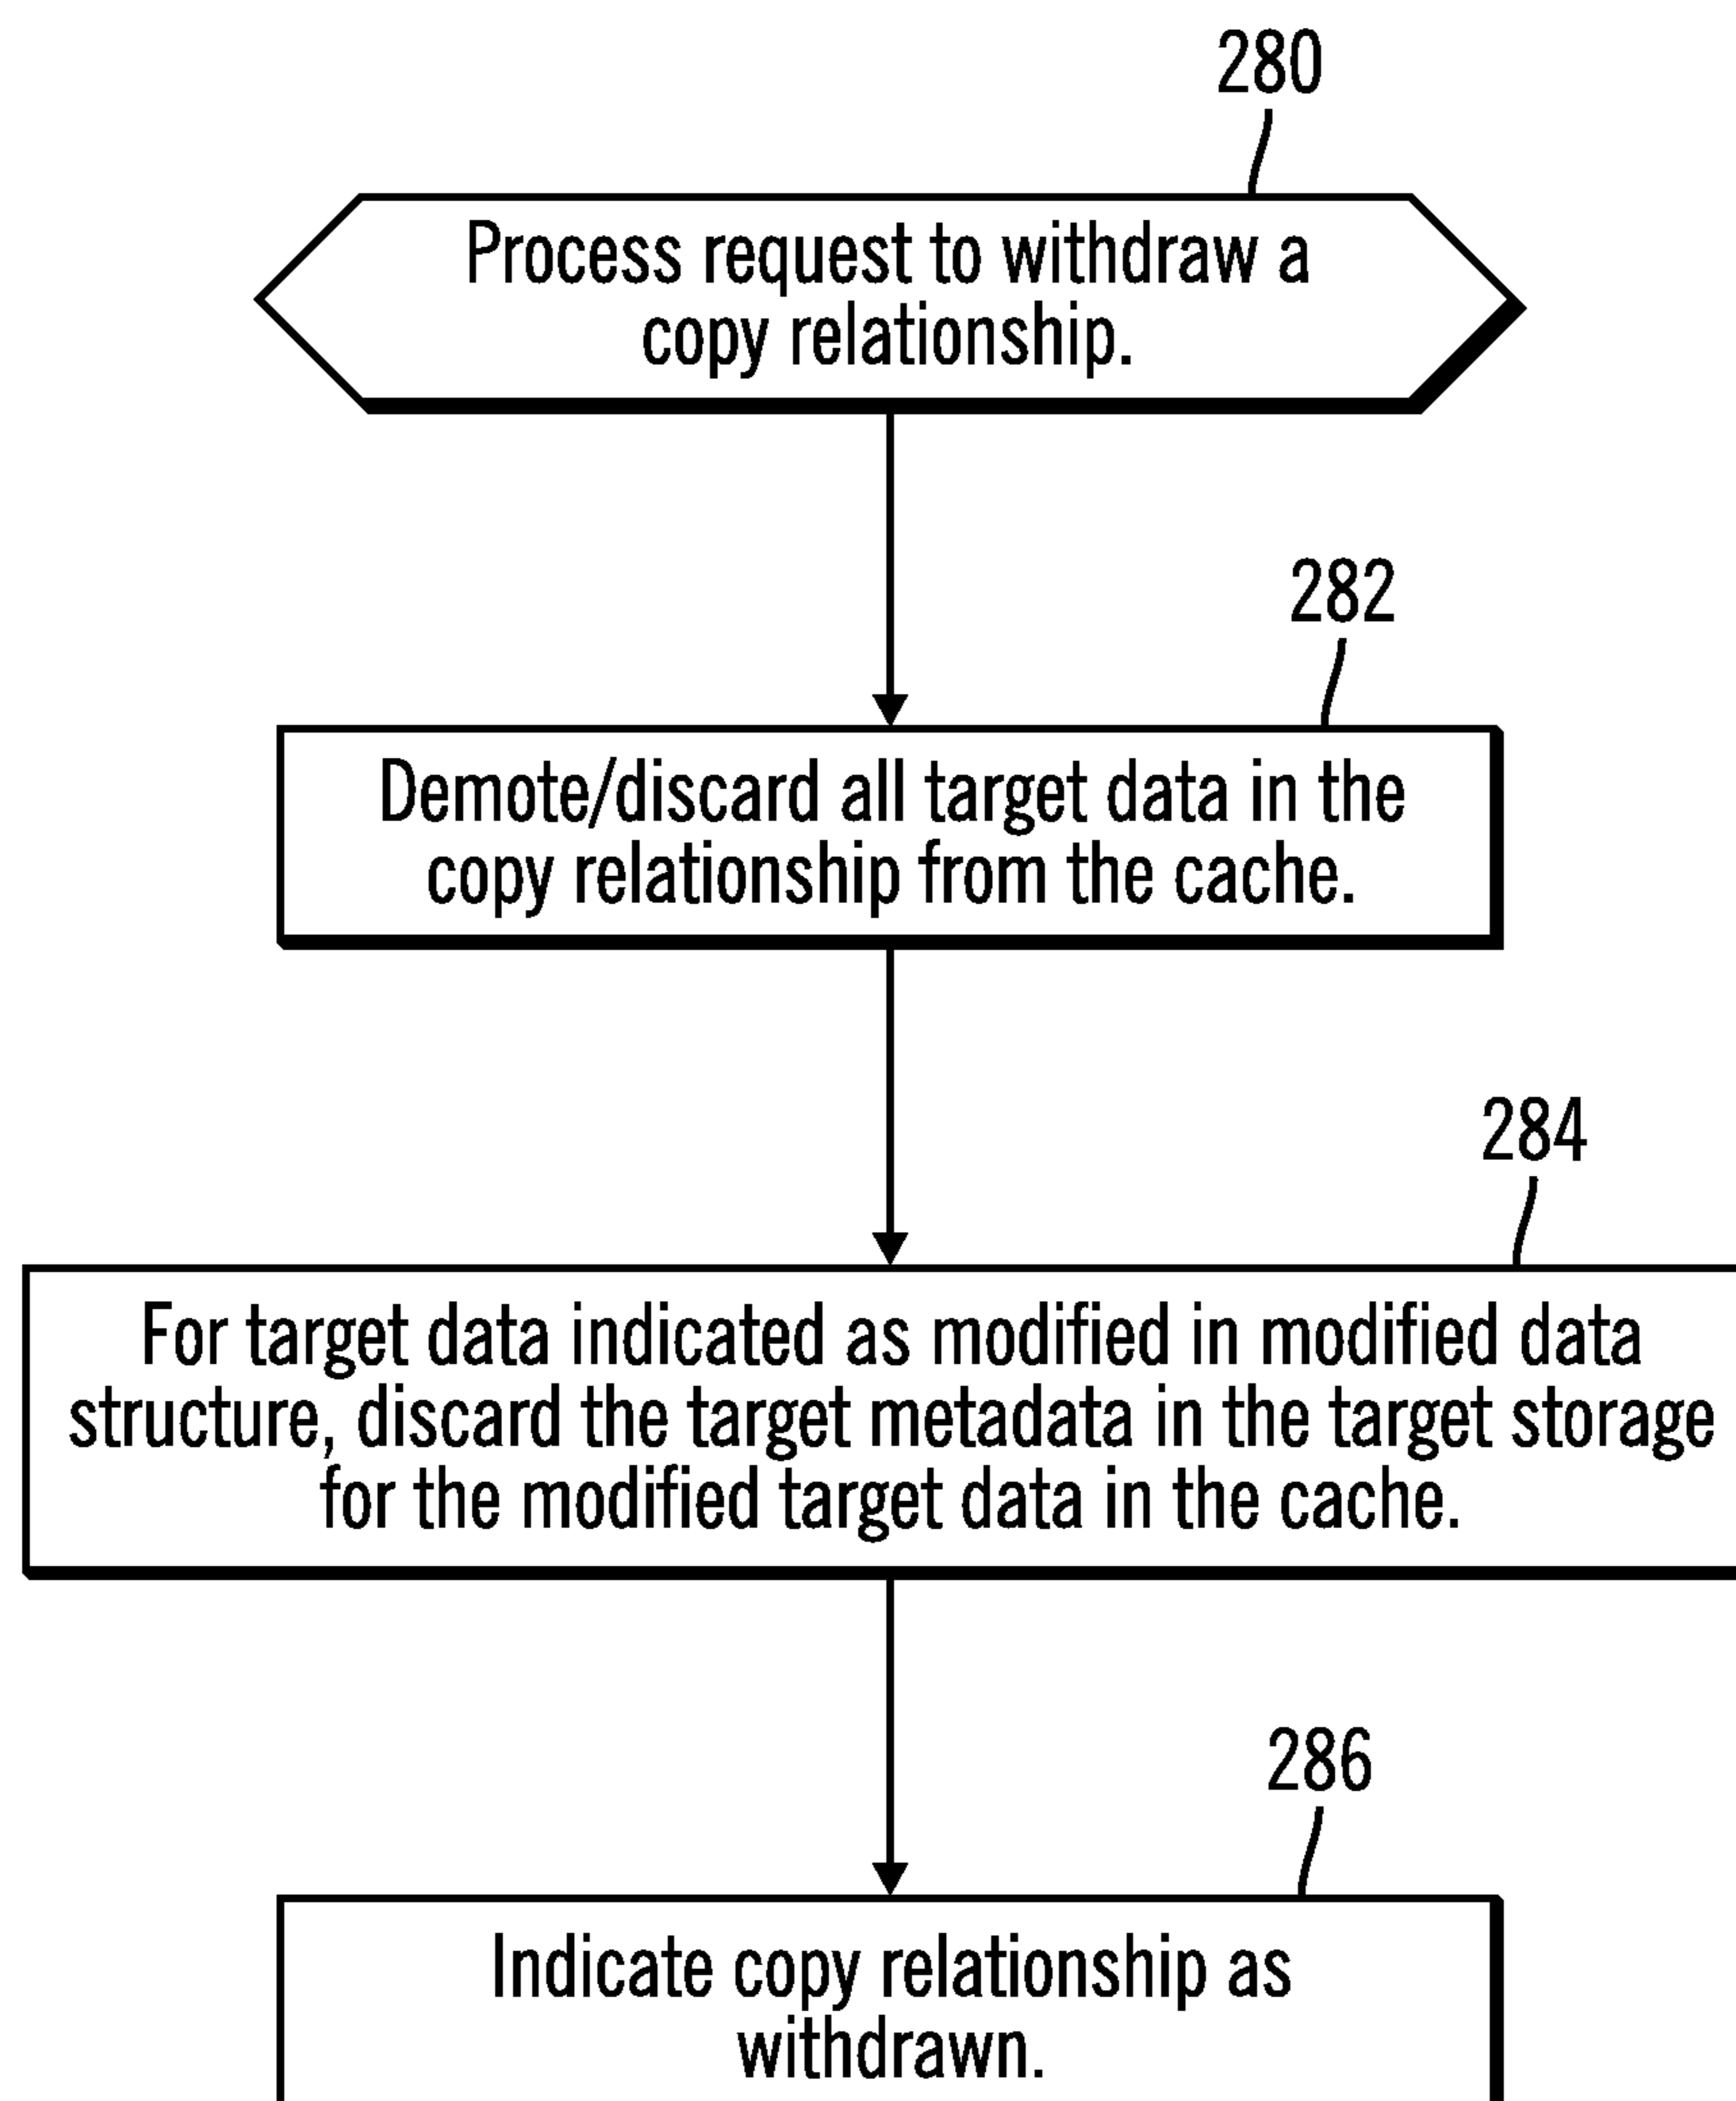 280
Process request to withdraw a
copy relationship.
282
Demote/discard all target data in the
copy relationship from the cache.
284
For target data indicated as modified in modified data
structure, discard the target metadata in the target storage
for the modified target data in the cache.
286
Indicate copy relationship as
withdrawn.